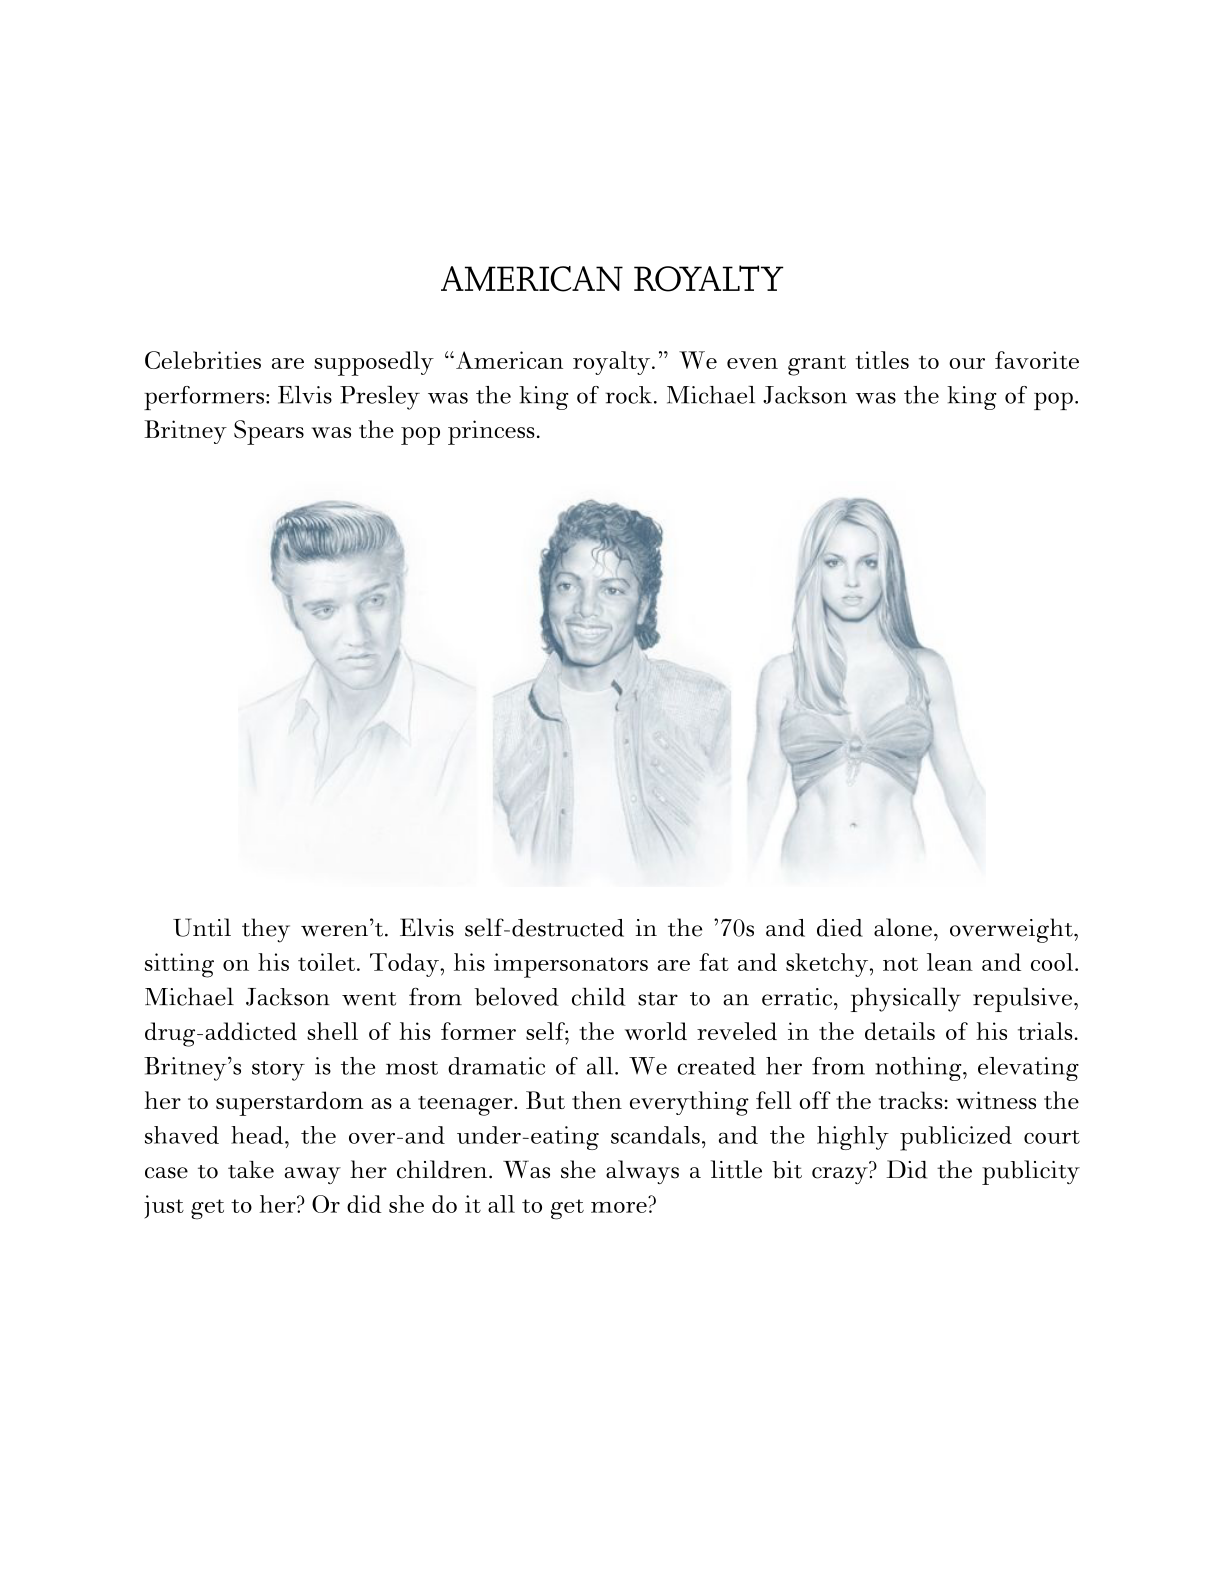 AMERICAN ROYALTY
Celebrities are supposedly “American royalty.” We even grant titles to our favorite
performers: Elvis Presley was the king of rock. Michael Jackson was the king of pop.
Britney Spears was the pop princess.
Until they weren’t. Elvis self-destructed in the ’70s and died alone, overweight,
sitting on his toilet. Today, his impersonators are fat and sketchy, not lean and cool.
Michael Jackson went from beloved child star to an erratic, physically repulsive,
drug-addicted shell of his former self; the world reveled in the details of his trials.
Britney’s story is the most dramatic of all. We created her from nothing, elevating
her to superstardom as a teenager. But then everything fell off the tracks: witness the
shaved head, the over-and under-eating scandals, and the highly publicized court
case to take away her children. Was she always a little bit crazy? Did the publicity
just get to her? Or did she do it all to get more?